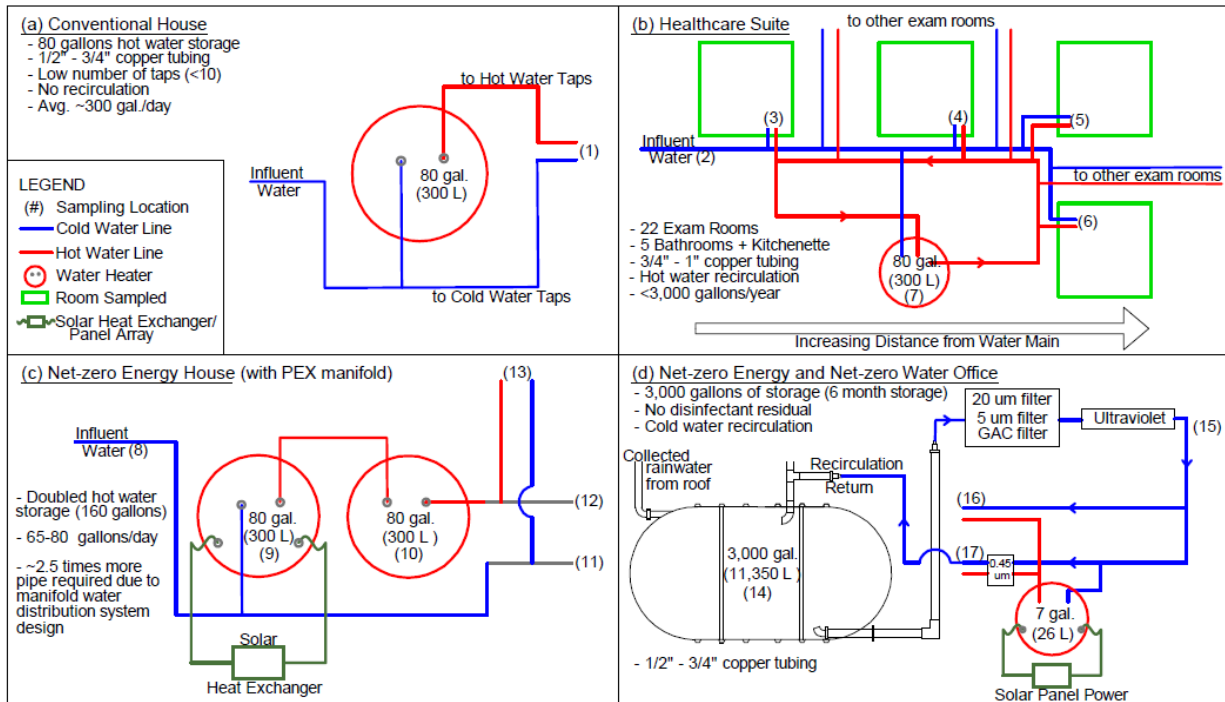 (a) Conventional House
- 80 gallons hot water storage
- 1/2" - 3/4" copper tubing
- Low number of taps (<10)
- No recirculation
- Avg. ~300 gal./day
to Hot Water Taps
(1)
80 gal.
(300 L)
Influent
Water
to Cold Water Taps
LEGEND
(#) Sampling Location
Cold Water Line
Hot Water Line
Water Heater
Room Sampled
Solar Heat Exchanger/
Panel Array
(b) Healthcare Suite
to other exam rooms
(3)
(4)
(5)
Influent
Water (2)
to other exam rooms
(6)
- 22 Exam Rooms
- 5 Bathrooms + Kitchenette
- 3/4" - 1" copper tubing
- Hot water recirculation
- <3,000 gallons/year
80 gal.
(300 L)
(7)
Increasing Distance from Water Main
(c) Net-zero Energy House (with PEX manifold)
(13)
Influent
Water (8)
- Doubled hot water
storage (160 gallons)
- 65-80 gallons/day
- ~2.5 times more
pipe required due to
manifold water
distribution system
design
80 gal.
(300 L)
(9)
80 gal.
(300 L )
(10)
(12)
(11)
Solar
Heat Exchanger
(d) Net-zero Energy and Net-zero Water Office
- 3,000 gallons of storage (6 month storage)
- No disinfectant residual
- Cold water recirculation
20 um filter
5 um filter
GAC filter
Ultraviolet
(15)
Collected
rainwater
from roof
Recirculation
Return
(16)
(17)
0.45
um
3,000 gal.
(11,350 L)
(14)
7 gal.
(26 L)
- 1/2" - 3/4" copper tubing
Solar Panel Power